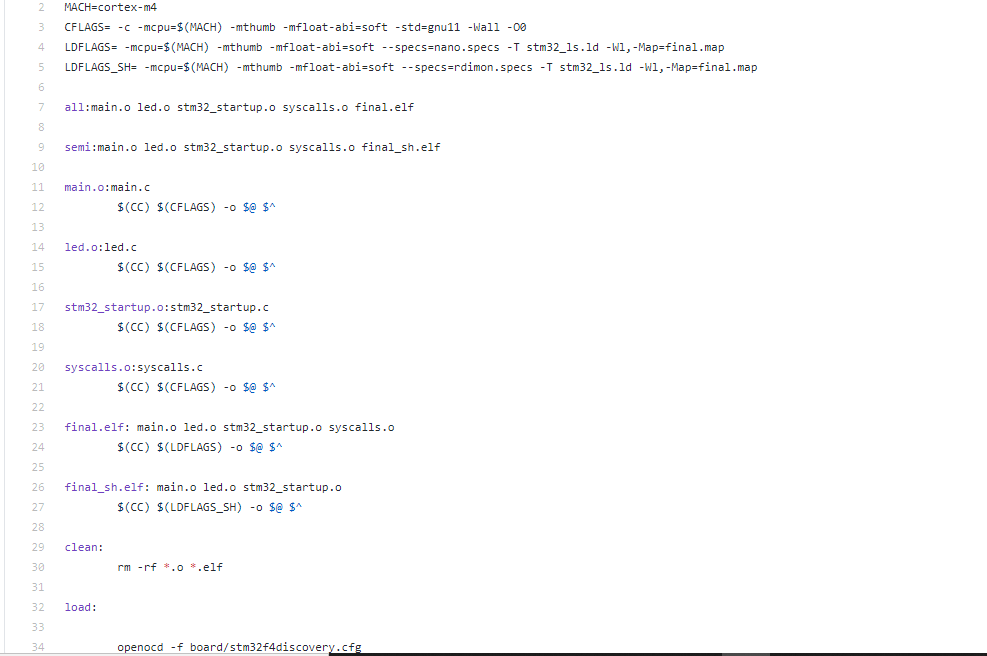 2 MACH=cortex-m4
3 CFLAGS= -c -mcpu=$(MACH) -mthumb -mfloat-abi=soft -std=gnu11 -Wall -O0
4 LDFLAGS= -mcpu=$(MACH) -mthumb -mfloat-abi=soft --specs=nano.specs -T stm32_ls.ld -Wl,-Map=final.map
5 LDFLAGS_SH= -mcpu=$(MACH) -mthumb -mfloat-abi=soft --specs=rdimon.specs -T stm32_ls.ld -Wl,-Map=final.map
6
7 all:main.o led.o stm32_startup.o syscalls.o final.elf
8
9 semi:main.o led.o stm32_startup.o syscalls.o final_sh.elf
10
11 main.o:main.c
12 $(CC) $(CFLAGS) -o $@ $^
13
14 led.o:led.c
15 $(CC) $(CFLAGS) -o $@ $^
16
17 stm32_startup.o:stm32_startup.c
18 $(CC) $(CFLAGS) -o $@ $^
19
20 syscalls.o:syscalls.c
21 $(CC) $(CFLAGS) -o $@ $^
22
23 final.elf: main.o led.o stm32_startup.o syscalls.o
24 $(CC) $(LDFLAGS) -o $@ $^
25
26 final_sh.elf: main.o led.o stm32_startup.o
27 $(CC) $(LDFLAGS_SH) -o $@ $^
28
29 clean:
30 rm -rf *.o *.elf
31
32 load:
33
34 openocd -f board/stm32f4discovery.cfg